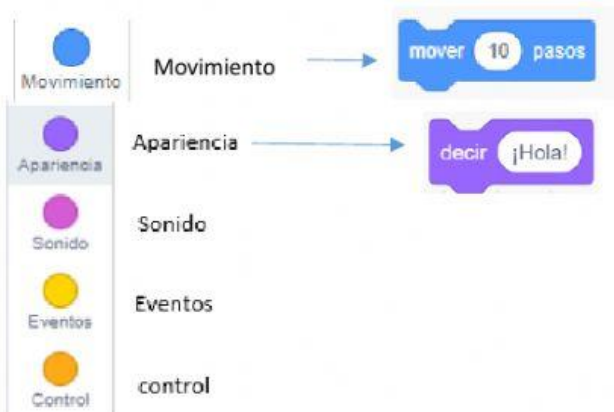 Movimiento Movimiento mover 10 pasos
Apariencia Apariencia decir ¡Hola!
Sonido Sonido
Eventos Eventos
Control control